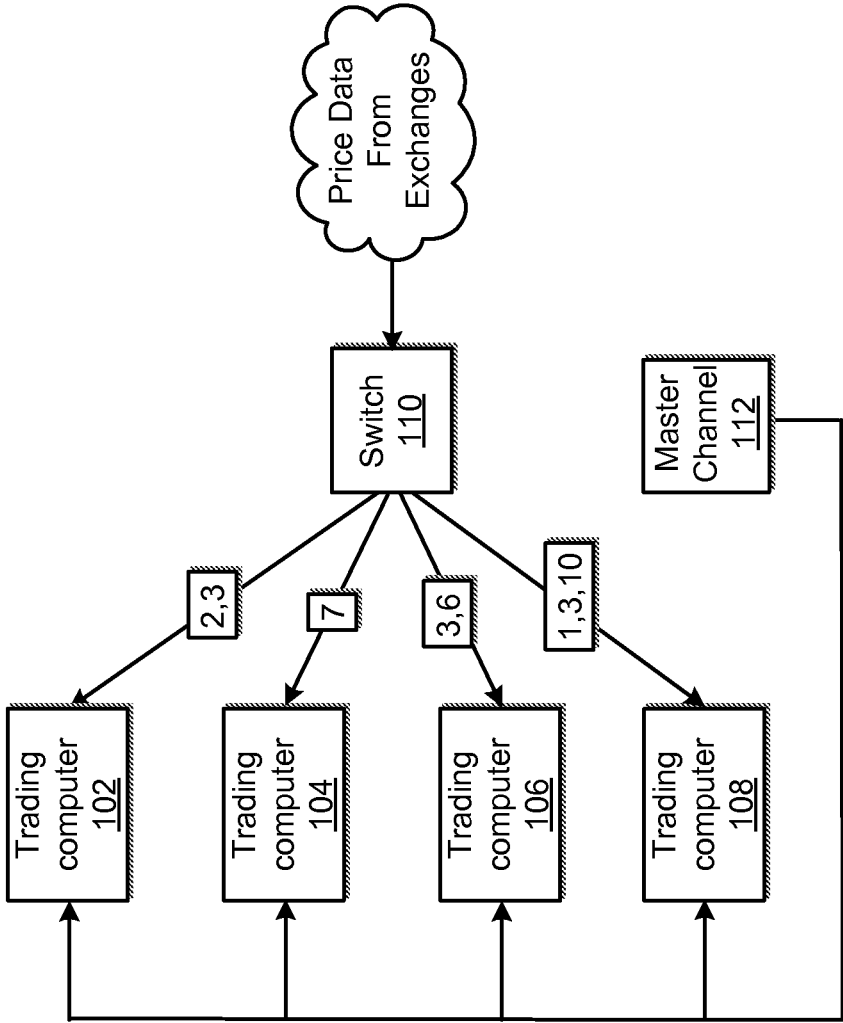 Price Data
From
Exchanges
Switch
110
Master
Channel
112
2,3
7
3,6
1,3,10
Trading
computer
102
Trading
computer
104
Trading
computer
106
Trading
computer
108